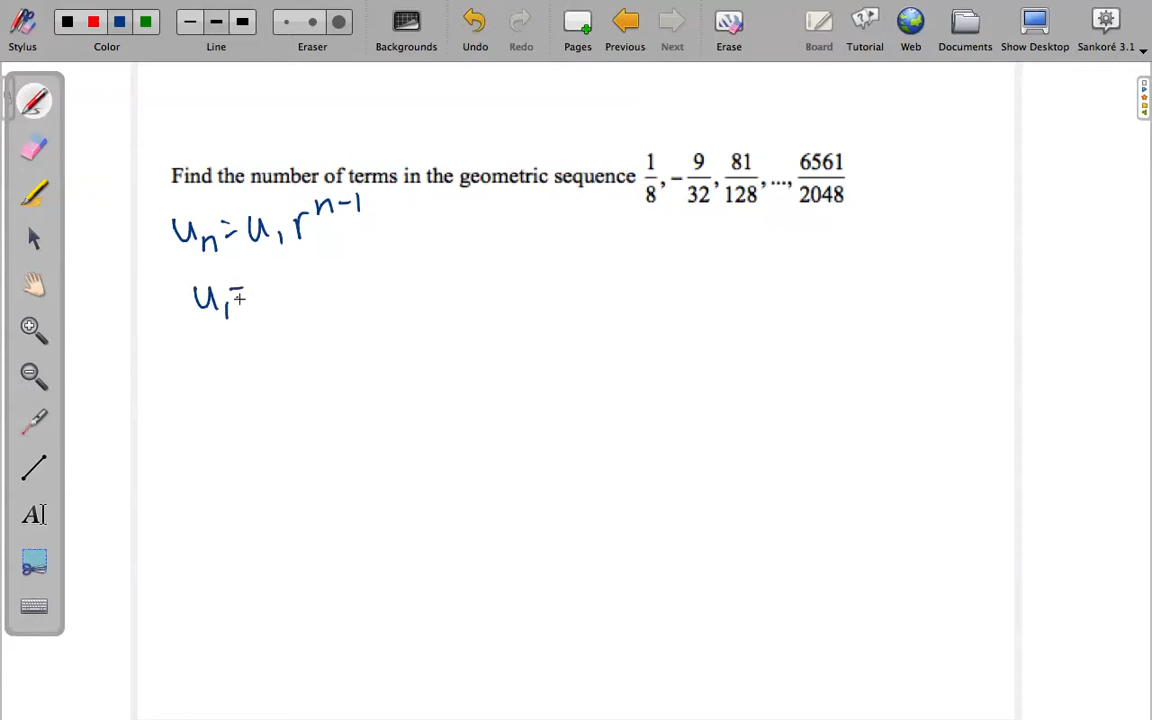 Stylus Color Line Eraser Backgrounds Undo Redo Pages Previous Next Erase Board Tutorial Web Documents Show Desktop Sankoré 3.1
Find the number of terms in the geometric sequence 1/8, -9/32, 81/128, ..., 6561/2048
uₙ = u₁ rⁿ⁻¹
u₁ =
A